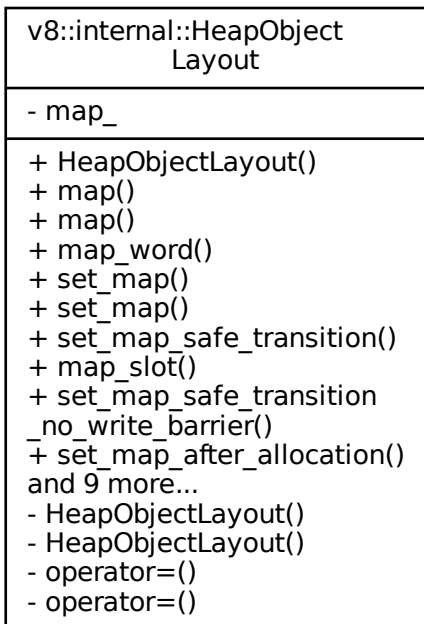 v8::internal::HeapObject
Layout
- map_
+ HeapObjectLayout()
+ map()
+ map()
+ map_word()
+ set_map()
+ set_map()
+ set_map_safe_transition()
+ map_slot()
+ set_map_safe_transition
_no_write_barrier()
+ set_map_after_allocation()
and 9 more...
- HeapObjectLayout()
- HeapObjectLayout()
- operator=()
- operator=()